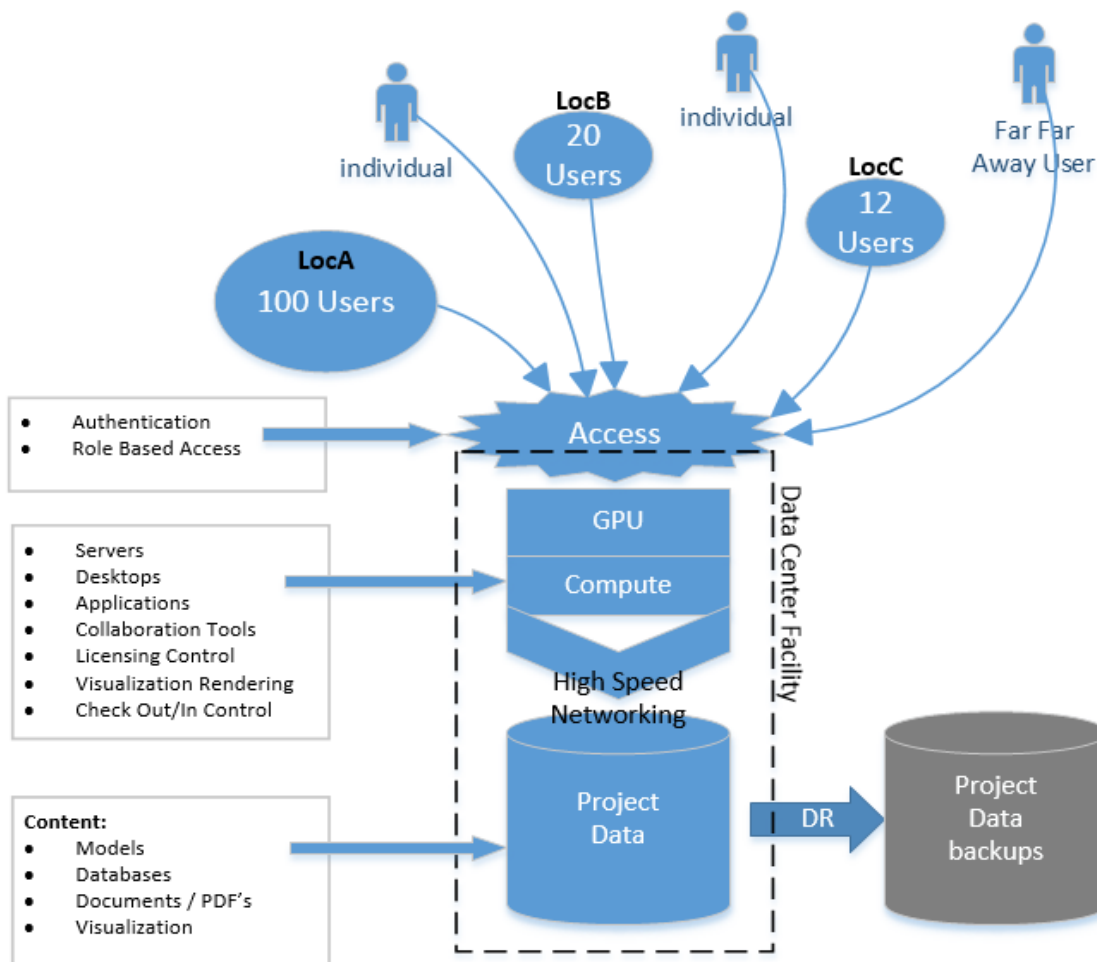 individual
LocB
20
Users
individual
Far Far
Away User
LocC
12
Users
LocA
100 Users
● Authentication
● Role Based Access
Access
Data Center Facility
GPU
Compute
● Servers
● Desktops
● Applications
● Collaboration Tools
● Licensing Control
● Visualization Rendering
● Check Out/In Control
High Speed
Networking
Content:
● Models
● Databases
● Documents / PDF's
● Visualization
Project
Data
DR
Project
Data
backups